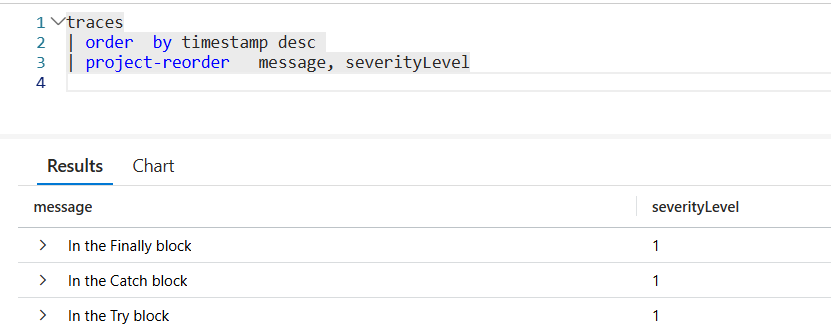 1 traces
2 | order  by timestamp desc
3 | project-reorder   message, severityLevel
4
Results Chart
message severityLevel
In the Finally block 1
In the Catch block 1
In the Try block 1